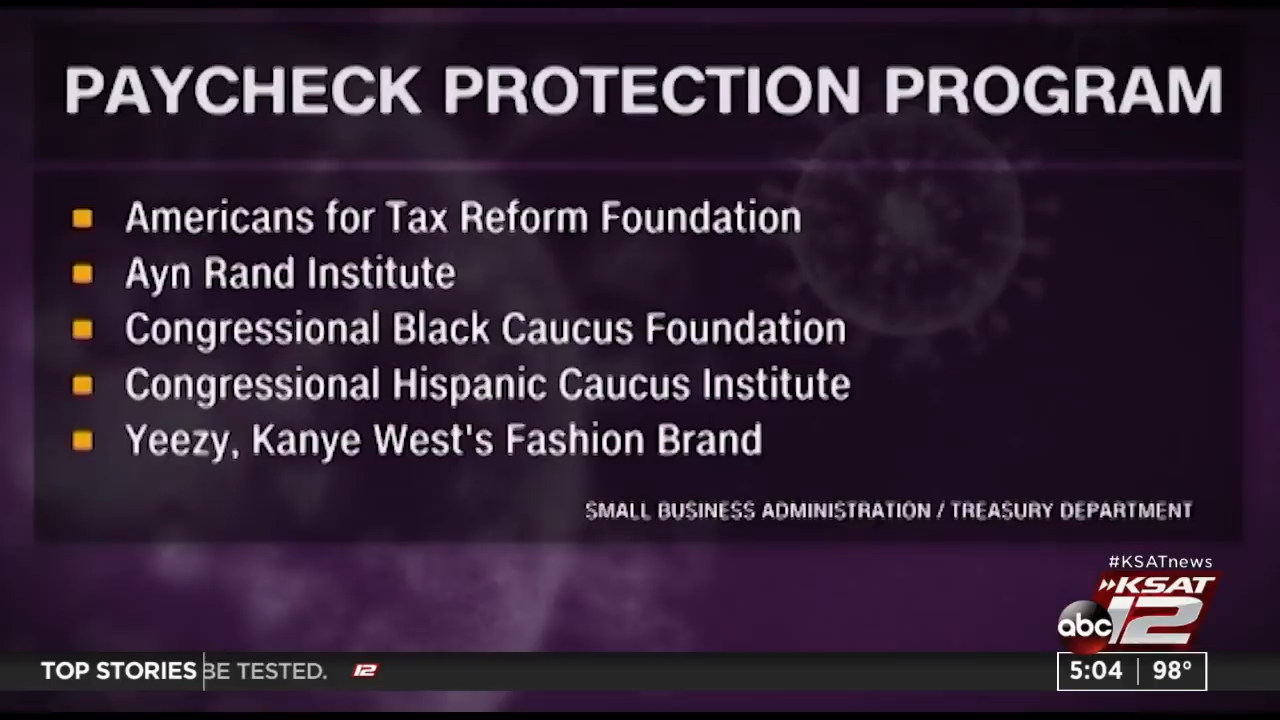 PAYCHECK PROTECTION PROGRAM
Americans for Tax Reform Foundation
Ayn Rand Institute
Congressional Black Caucus Foundation
Congressional Hispanic Caucus Institute
Yeezy, Kanye West's Fashion Brand
SMALL BUSINESS ADMINISTRATION / TREASURY DEPARTMENT
#KSATnews
KSAT
abc 12
TOP STORIES BE TESTED. 12
5:04 98°